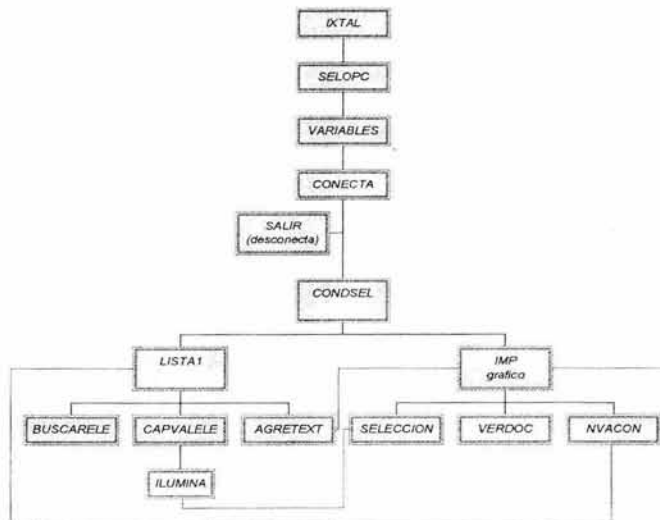 IXTAL
SELOPC
VARIABLES
CONECTA
SALIR
(desconecta)
CONDSEL
LISTA1
IMP
grafico
BUSCARELE
CAPVALELE
AGRETEXT
SELECCION
VERDOC
NVACON
ILUMINA